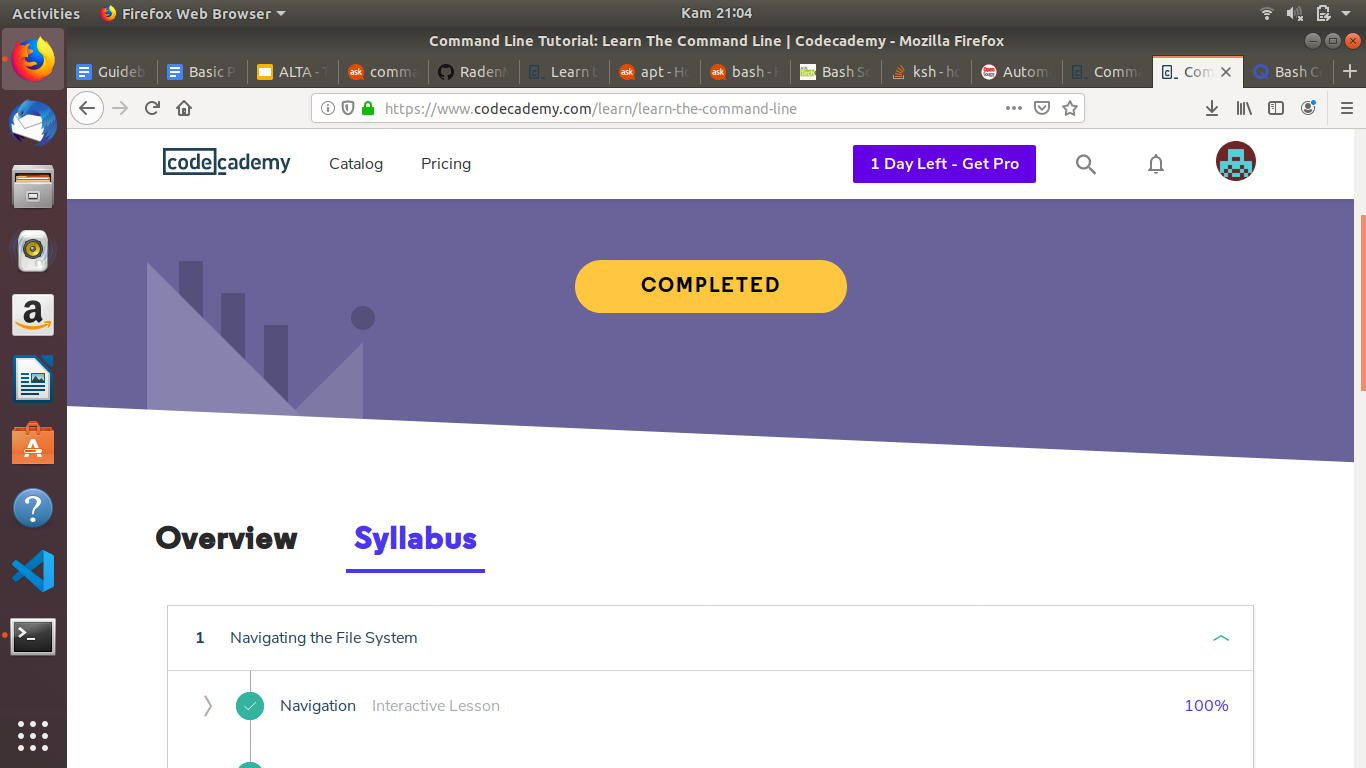 Activities Firefox Web Browser Kam 21:04
Command Line Tutorial: Learn The Command Line | Codecademy - Mozilla Firefox
Guideb Basic P ALTA - T comma RadenM Learn apt - Ho bash - Bash Sc ksh - ho Autom Comma Com Bash C
https://www.codecademy.com/learn/learn-the-command-line
codecademy Catalog Pricing 1 Day Left - Get Pro
COMPLETED
Overview Syllabus
1 Navigating the File System
Navigation Interactive Lesson 100%